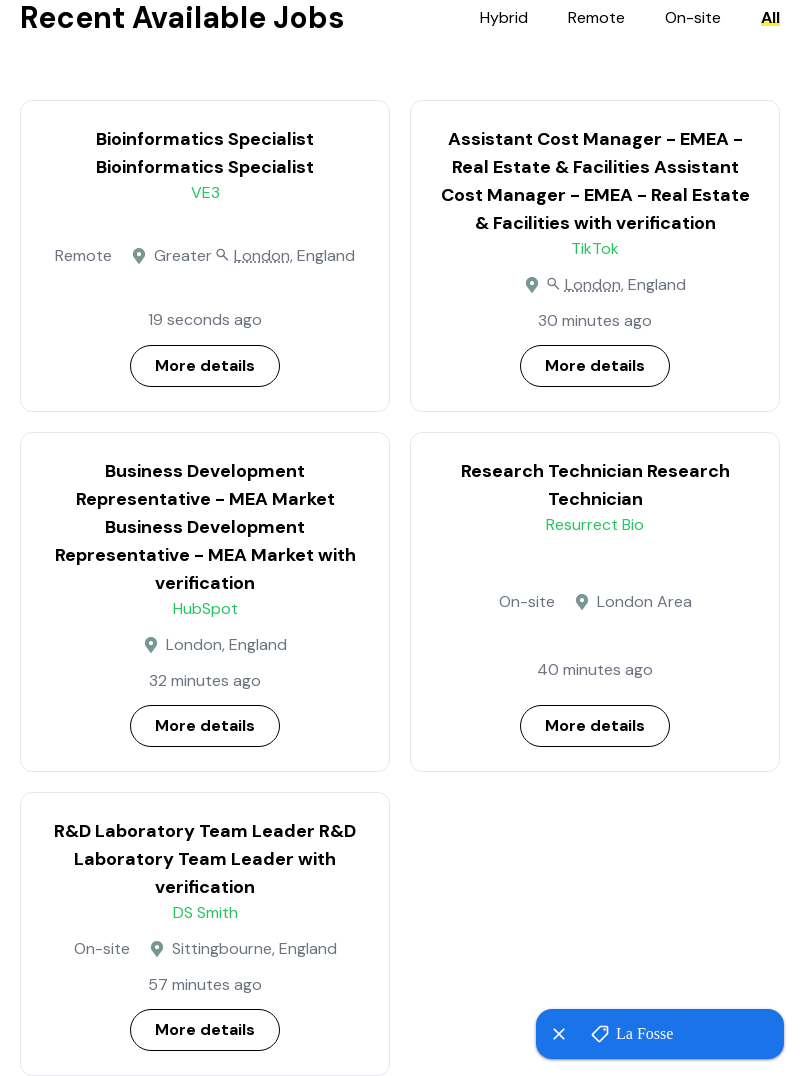 Recent Available Jobs
Hybrid Remote On-site All
Bioinformatics Specialist
Bioinformatics Specialist
VE3
Remote Greater London, England
19 seconds ago
More details
Assistant Cost Manager - EMEA -
Real Estate & Facilities Assistant
Cost Manager - EMEA - Real Estate
& Facilities with verification
TikTok
London, England
30 minutes ago
More details
Business Development
Representative - MEA Market
Business Development
Representative - MEA Market with
verification
HubSpot
London, England
32 minutes ago
More details
Research Technician Research
Technician
Resurrect Bio
On-site London Area
40 minutes ago
More details
R&D Laboratory Team Leader R&D
Laboratory Team Leader with
verification
DS Smith
On-site Sittingbourne, England
57 minutes ago
More details
La Fosse